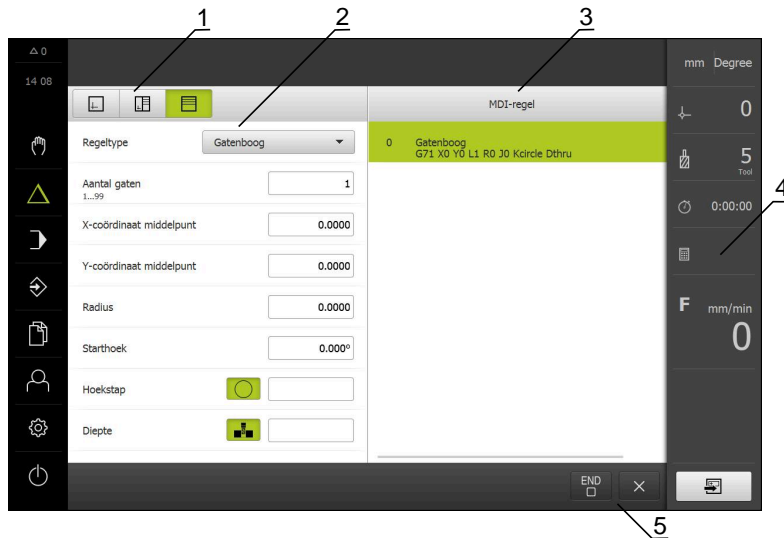 1
2
3
0
14 08
mm Degree
MDI-regel
0
Regeltype
Gatenboog
0 Gatenboog
G71 X0 Y0 L1 R0 J0 Kcircle Dthru
5
Tool
Aantal gaten
1...99
1
4
X-coördinaat middelpunt
0.0000
0:00:00
Y-coördinaat middelpunt
0.0000
Radius
0.0000
F mm/min
0
Starthoek
0.000°
Hoekstap
Diepte
END
5